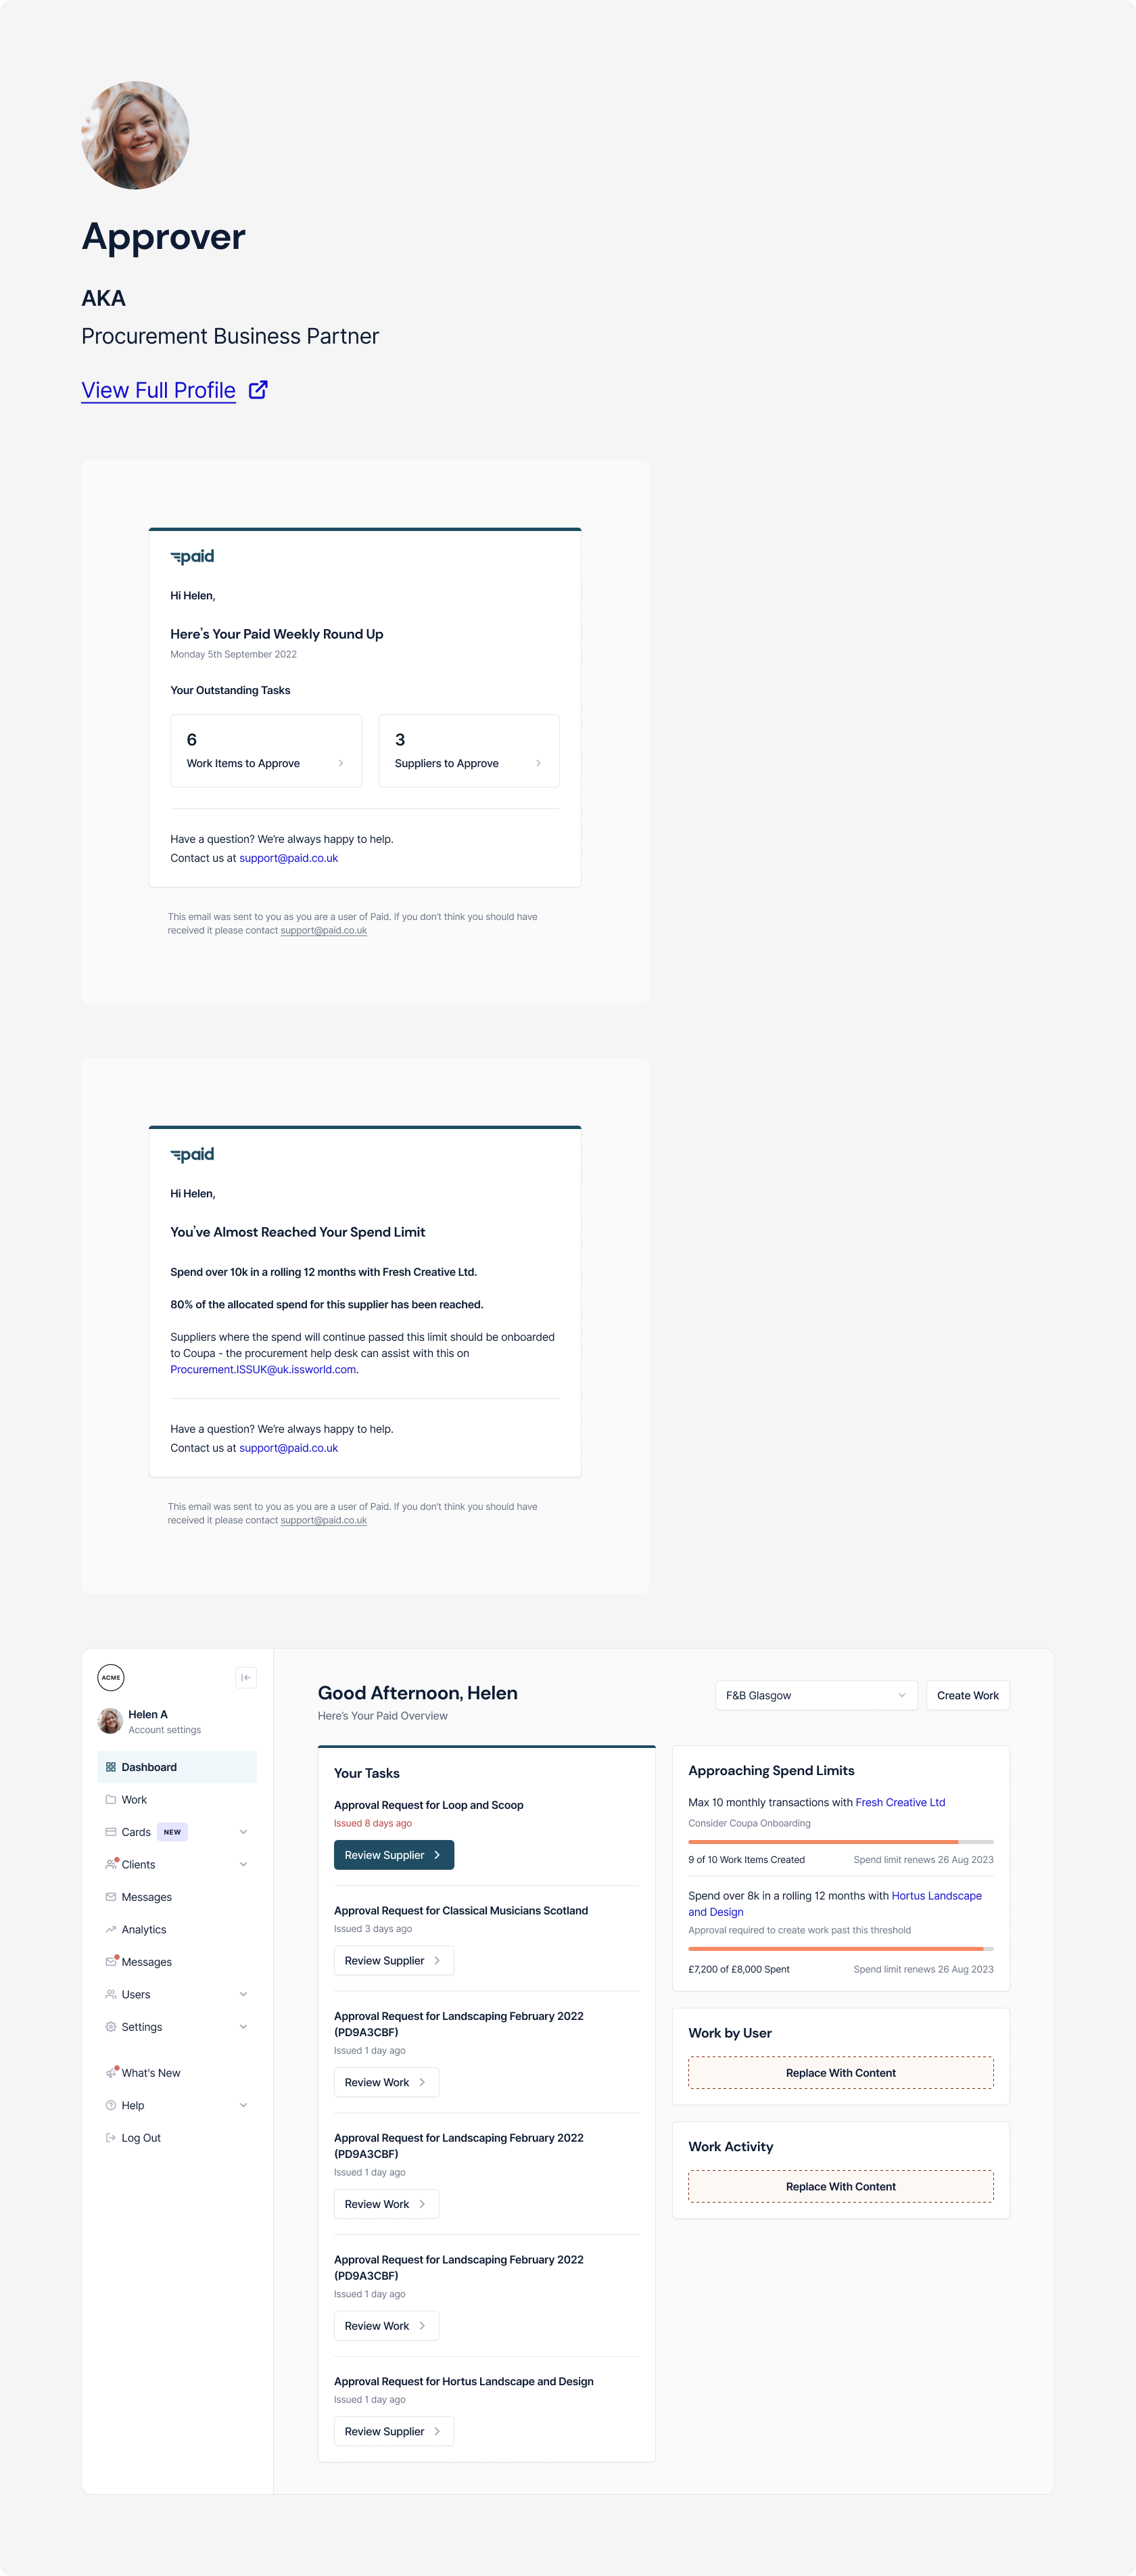 Approver
AKA
Procurement Business Partner
View Full Profile
paid
Hi Helen,
Here's Your Paid Weekly Round Up
Monday 5th September 2022
Your Outstanding Tasks
6
Work Items to Approve
3
Suppliers to Approve
Have a question? We're always happy to help.
Contact us at support@paid.co.uk
This email was sent to you as you are a user of Paid. If you don't think you should have
received it please contact support@paid.co.uk
paid
Hi Helen,
You've Almost Reached Your Spend Limit
Spend over 10k in a rolling 12 months with Fresh Creative Ltd.
80% of the allocated spend for this supplier has been reached.
Suppliers where the spend will continue passed this limit should be onboarded
to Coupa - the procurement help desk can assist with this on
Procurement.ISSUK@uk.issworld.com.
Have a question? We're always happy to help.
Contact us at support@paid.co.uk
This email was sent to you as you are a user of Paid. If you don't think you should have
received it please contact support@paid.co.uk
ACME
Helen A
Account settings
Dashboard
Work
Cards NEW
Clients
Messages
Analytics
Messages
Users
Settings
What's New
Help
Log Out
Good Afternoon, Helen
Here's Your Paid Overview
F&B Glasgow
Create Work
Your Tasks
Approval Request for Loop and Scoop
Issued 8 days ago
Review Supplier
Approval Request for Classical Musicians Scotland
Issued 3 days ago
Review Supplier
Approval Request for Landscaping February 2022
(PD9A3CBF)
Issued 1 day ago
Review Work
Approval Request for Landscaping February 2022
(PD9A3CBF)
Issued 1 day ago
Review Work
Approval Request for Landscaping February 2022
(PD9A3CBF)
Issued 1 day ago
Review Work
Approval Request for Hortus Landscape and Design
Issued 1 day ago
Review Supplier
Approaching Spend Limits
Max 10 monthly transactions with Fresh Creative Ltd
Consider Coupa Onboarding
9 of 10 Work Items Created
Spend limit renews 26 Aug 2023
Spend over 8k in a rolling 12 months with Hortus Landscape
and Design
Approval required to create work past this threshold
£7,200 of £8,000 Spent
Spend limit renews 26 Aug 2023
Work by User
Replace With Content
Work Activity
Replace With Content